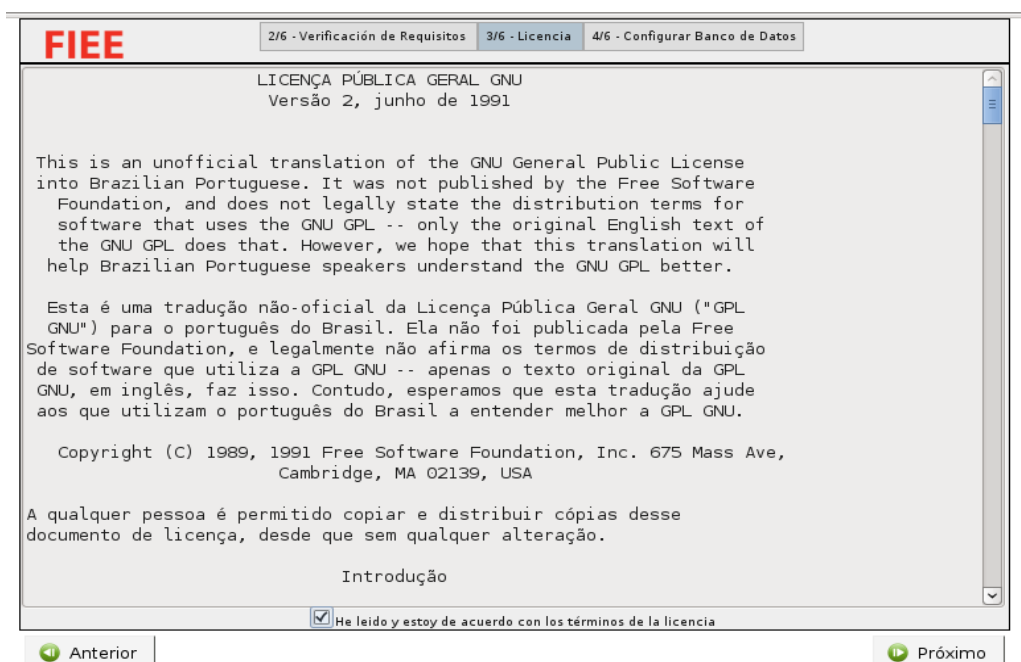 FIEE
2/6 - Verificación de Requisitos 3/6 - Licencia 4/6 - Configurar Banco de Datos
LICENÇA PÚBLICA GERAL GNU
Versão 2, junho de 1991
This is an unofficial translation of the GNU General Public License
into Brazilian Portuguese. It was not published by the Free Software
Foundation, and does not legally state the distribution terms for
software that uses the GNU GPL -- only the original English text of
the GNU GPL does that. However, we hope that this translation will
help Brazilian Portuguese speakers understand the GNU GPL better.
Esta é uma tradução não-oficial da Licença Pública Geral GNU ("GPL
GNU") para o português do Brasil. Ela não foi publicada pela Free
Software Foundation, e legalmente não afirma os termos de distribuição
de software que utiliza a GPL GNU -- apenas o texto original da GPL
GNU, em inglês, faz isso. Contudo, esperamos que esta tradução ajude
aos que utilizam o português do Brasil a entender melhor a GPL GNU.
Copyright (C) 1989, 1991 Free Software Foundation, Inc. 675 Mass Ave,
Cambridge, MA 02139, USA
A qualquer pessoa é permitido copiar e distribuir cópias desse
documento de licença, desde que sem qualquer alteração.
Introdução
He leido y estoy de acuerdo con los términos de la licencia
Anterior Próximo